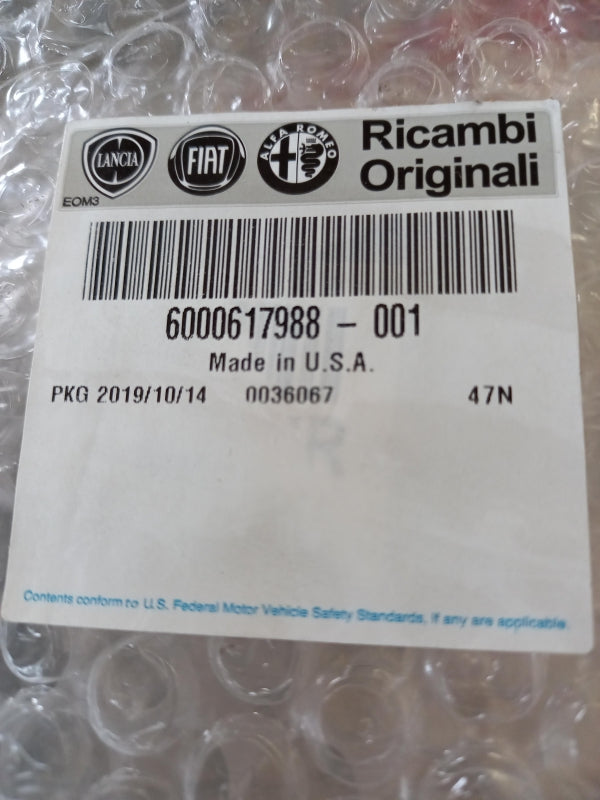 LANCIA FIAT ALFA ROMEO Ricambi
Originali
EOM3
6000617988 - 001
Made in U.S.A.
PKG 2019/10/14 0036067 47N
Contents conform to U.S. Federal Motor Vehicle Safety Standards, if any are applicable.